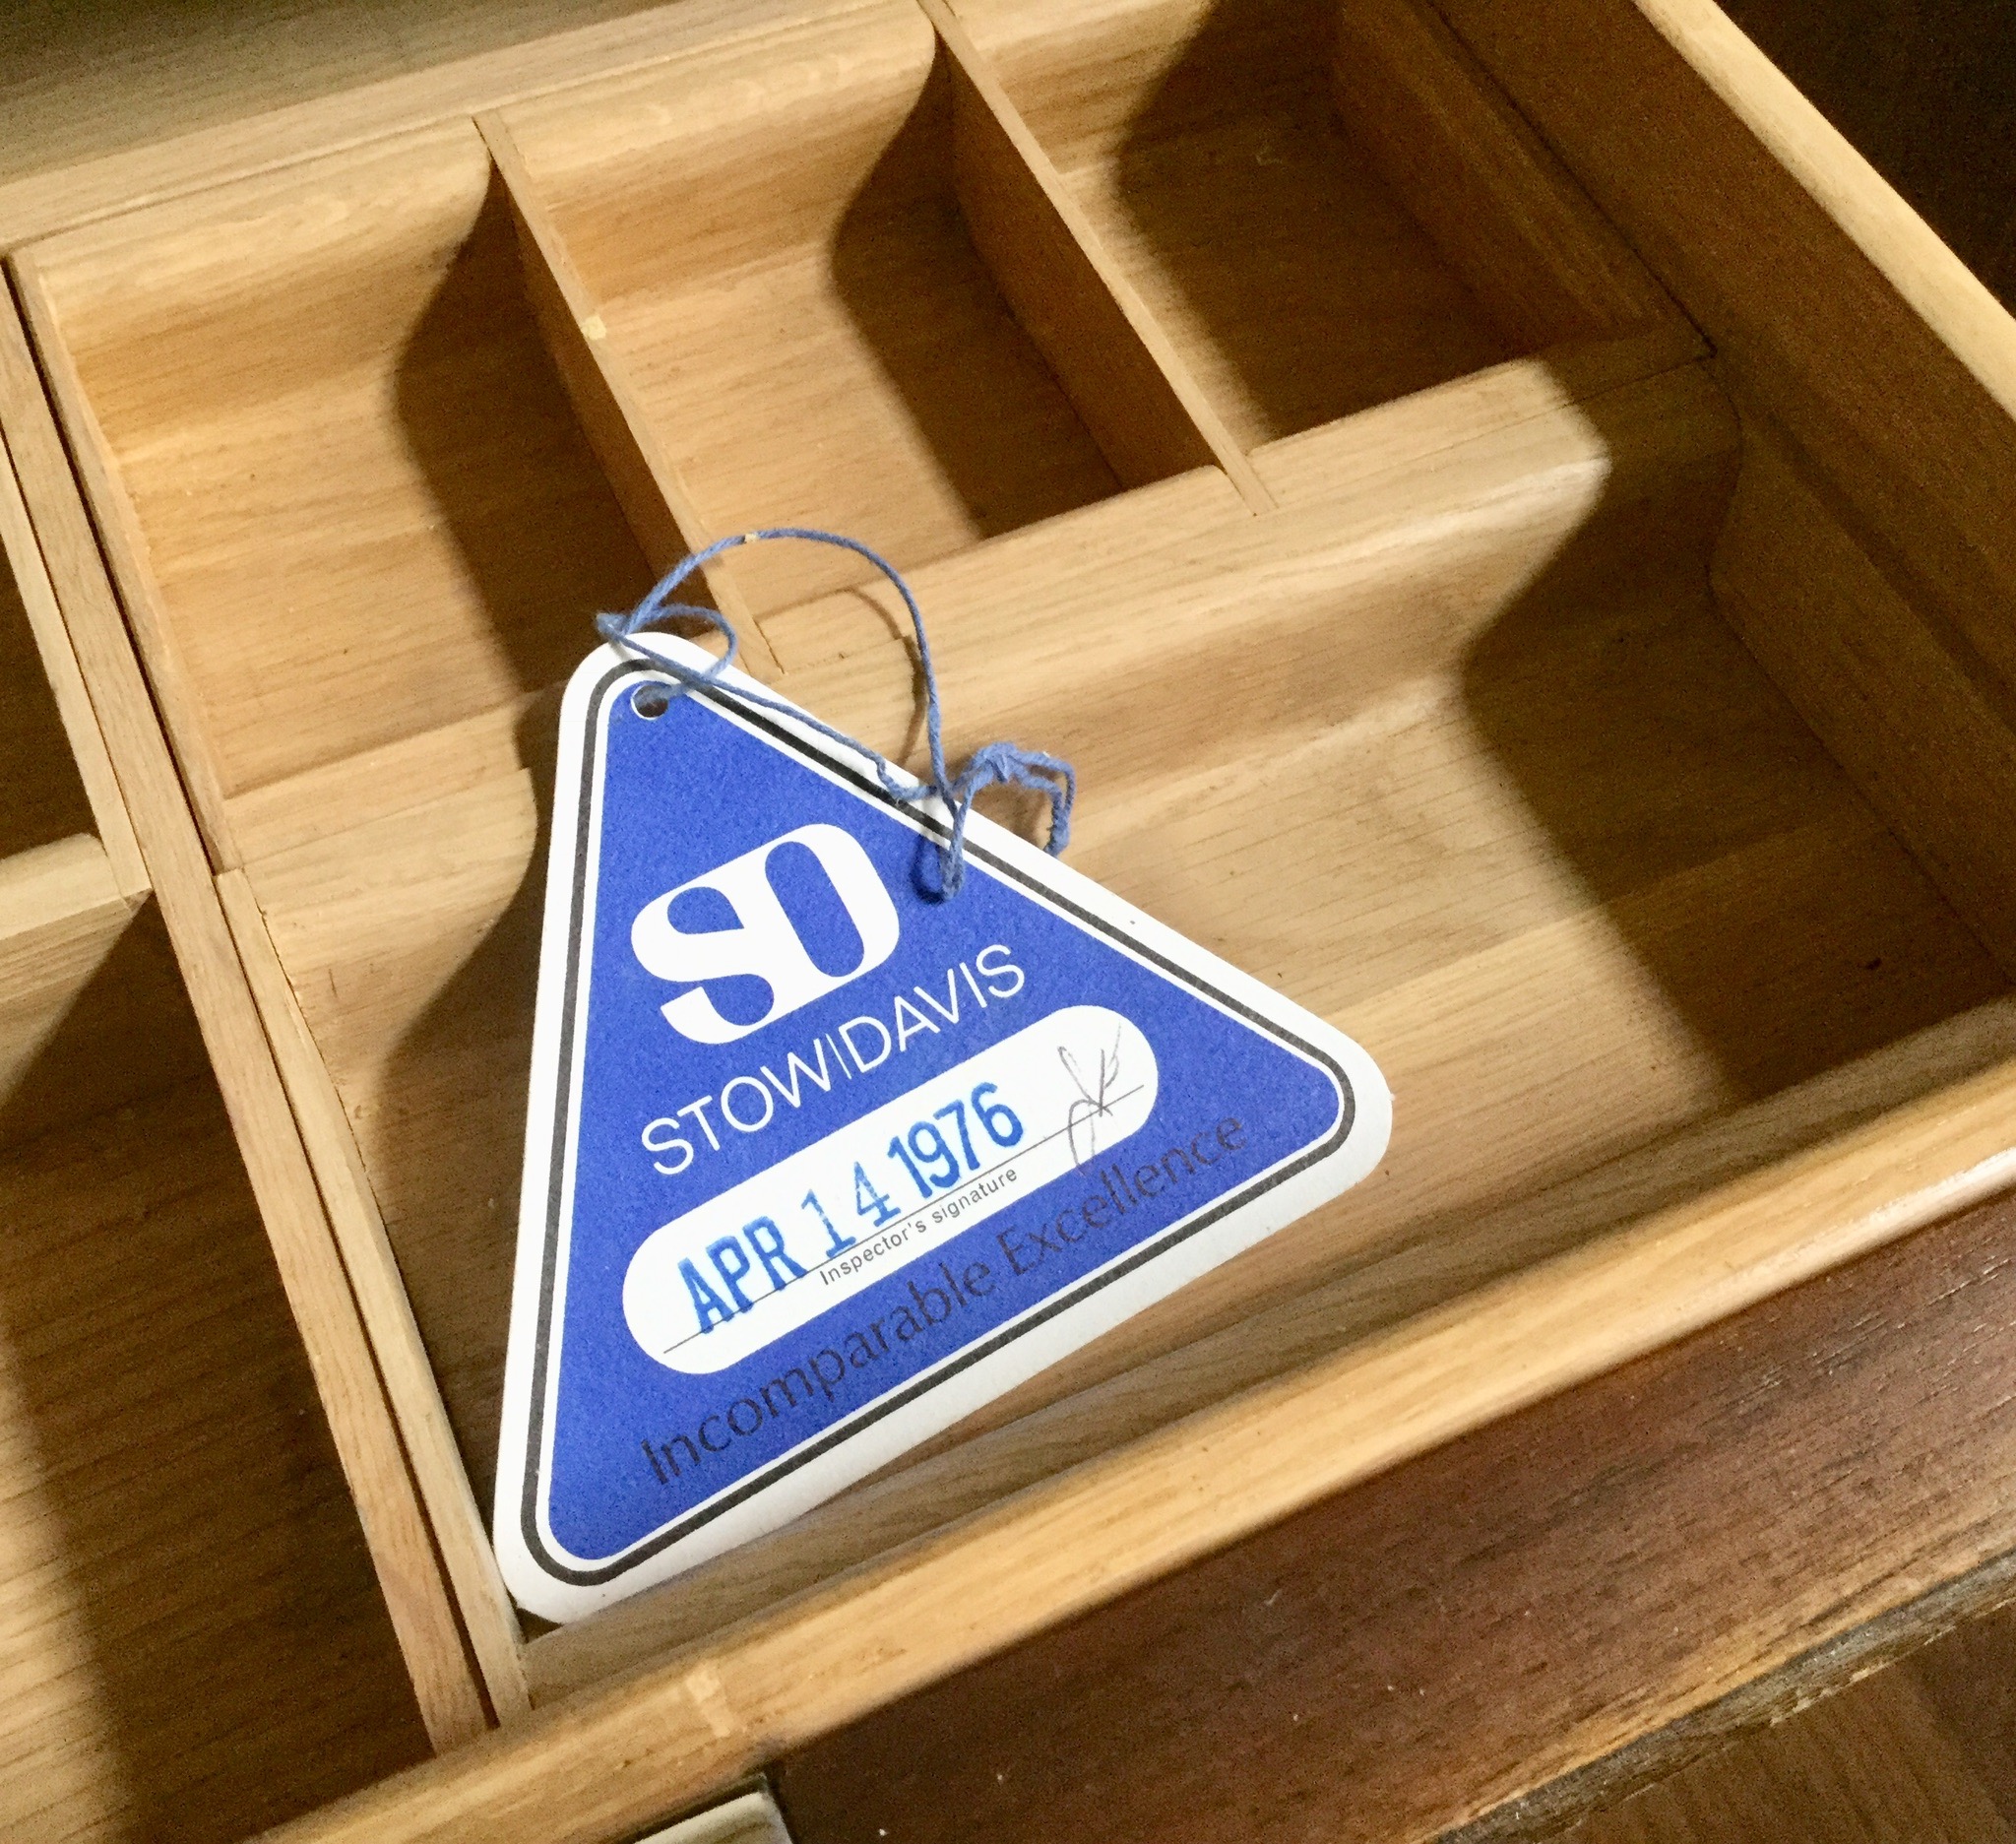 SD
STOW|DAVIS
APR 14 1976
Inspector's signature
Incomparable Excellence